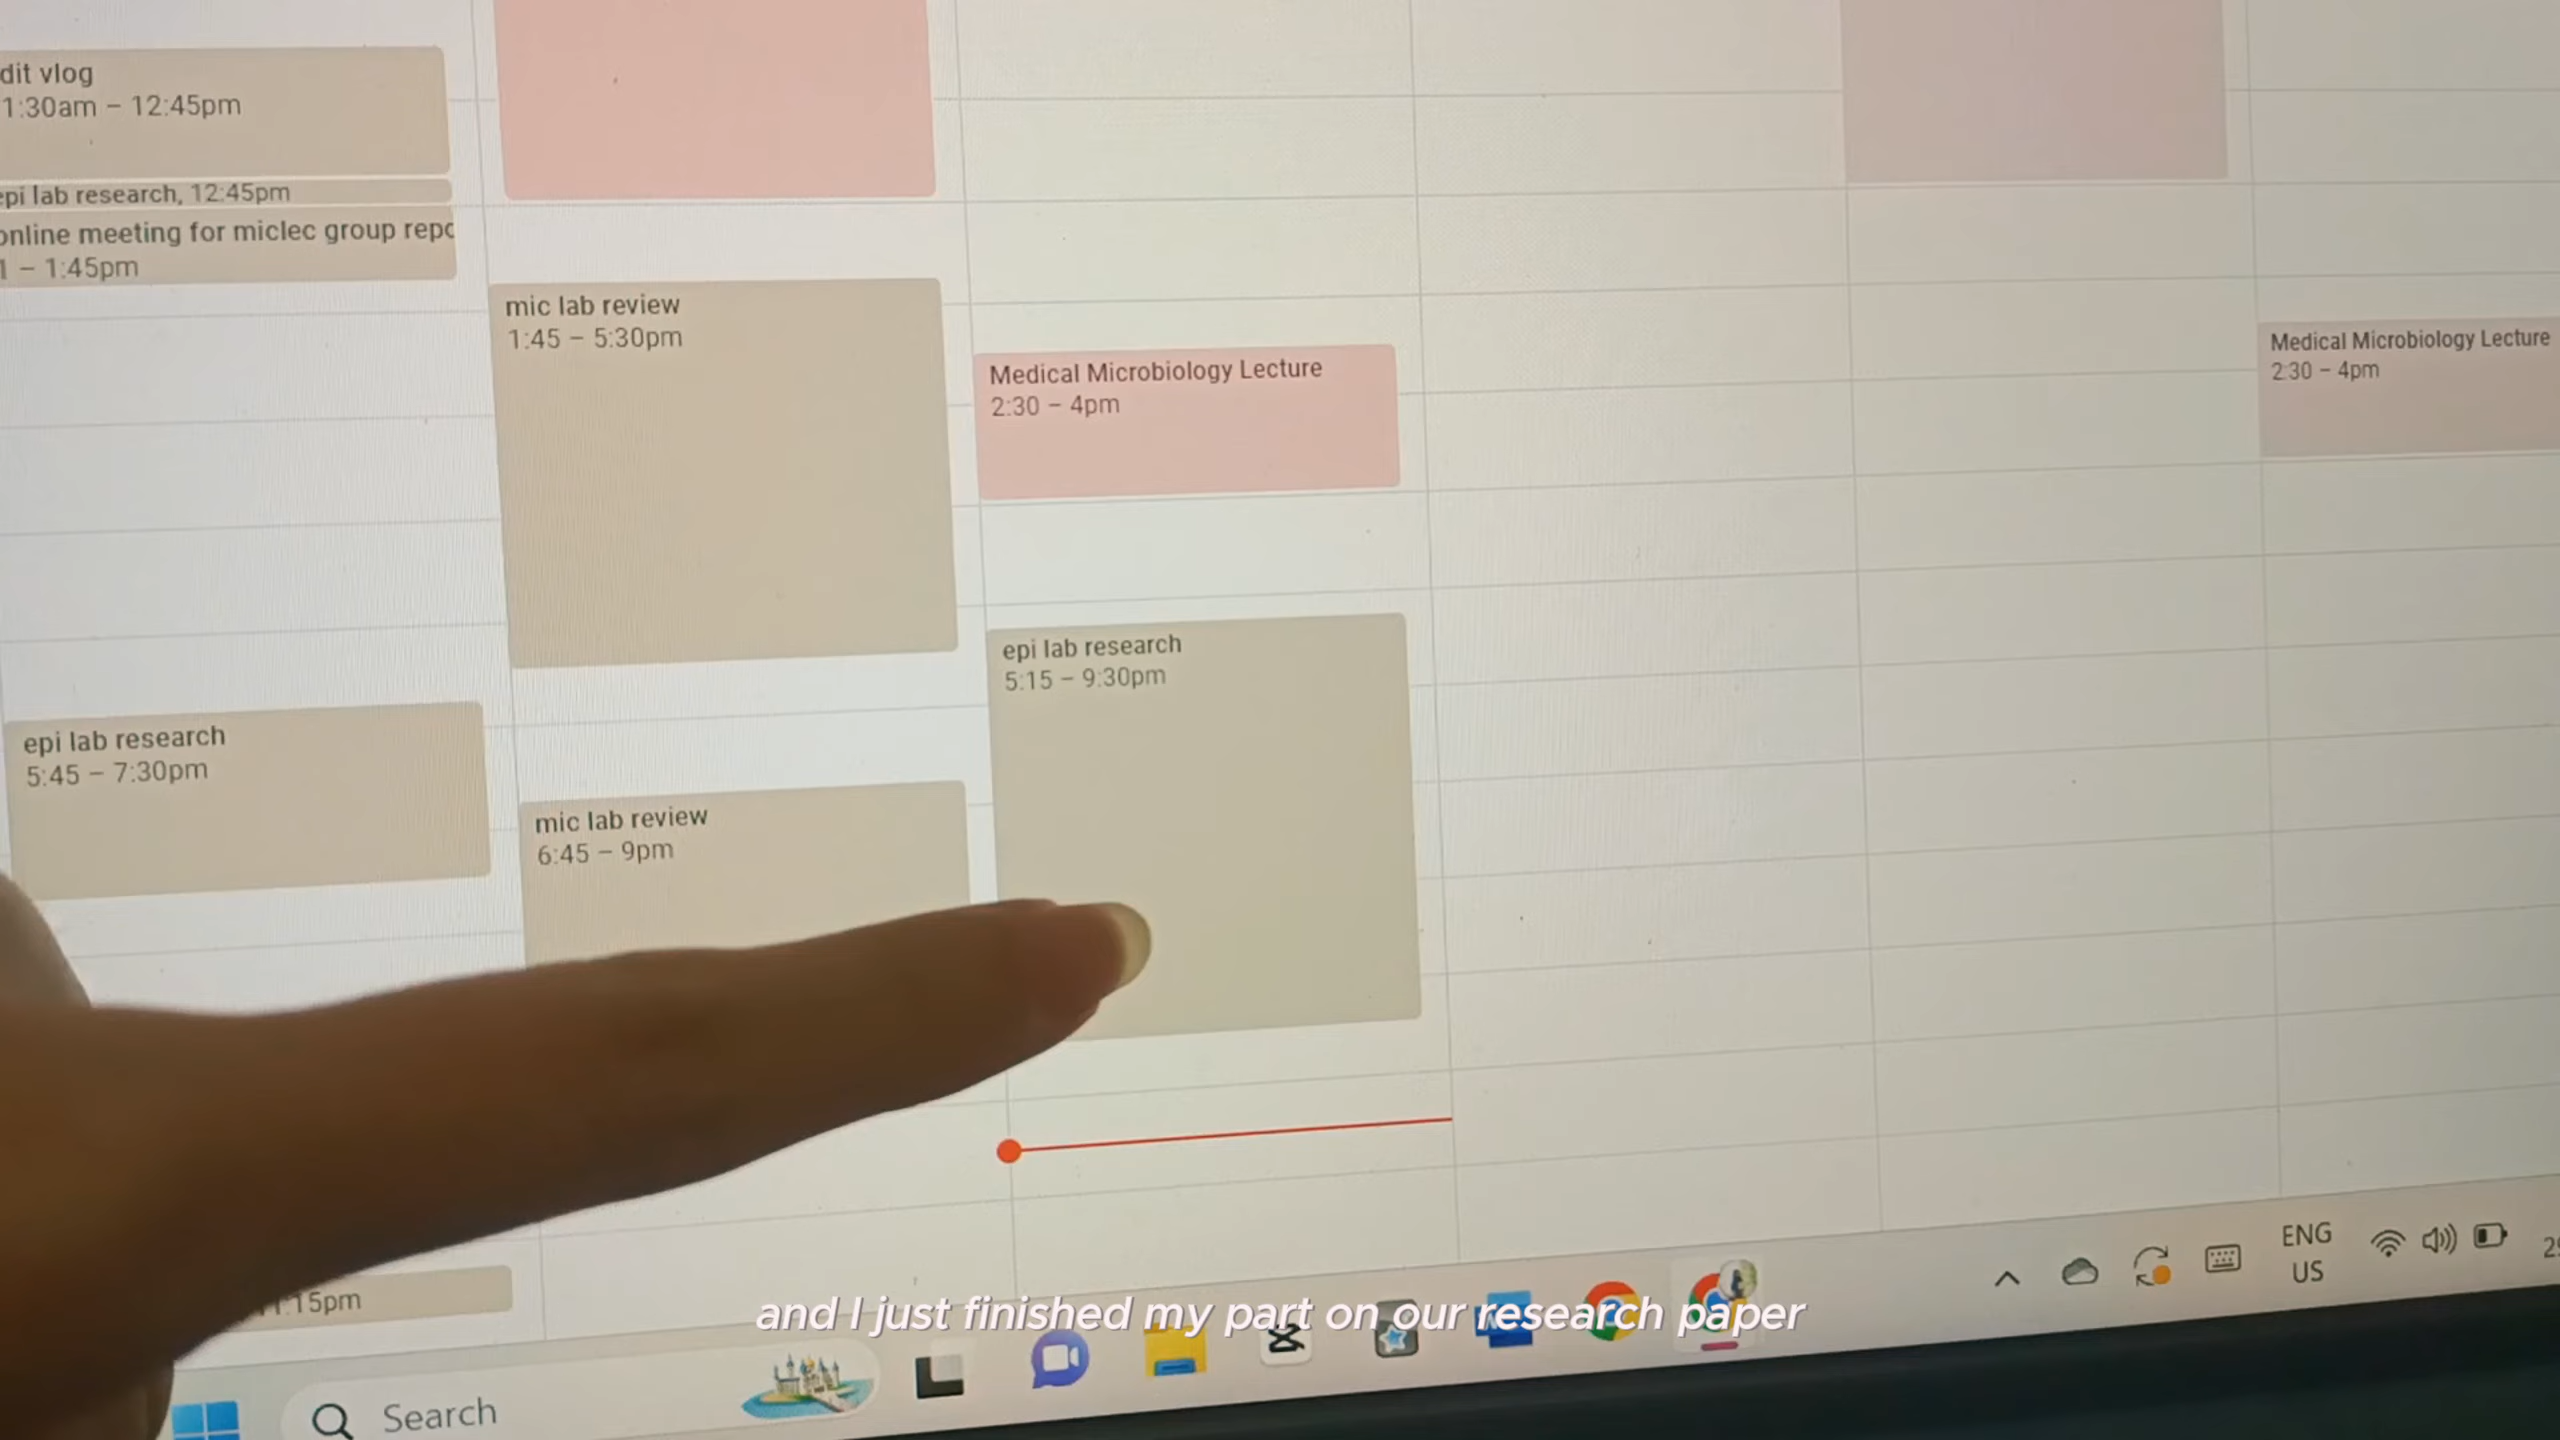 dit vlog
1:30am – 12:45pm
epi lab research, 12:45pm
online meeting for miclec group repo
1 – 1:45pm
epi lab research
5:45 – 7:30pm
15pm
mic lab review
1:45 – 5:30pm
mic lab review
6:45 – 9pm
Medical Microbiology Lecture
2:30 – 4pm
epi lab research
5:15 – 9:30pm
Medical Microbiology Lecture
2:30 – 4pm
and I just finished my part on our research paper
Search
ENG
US